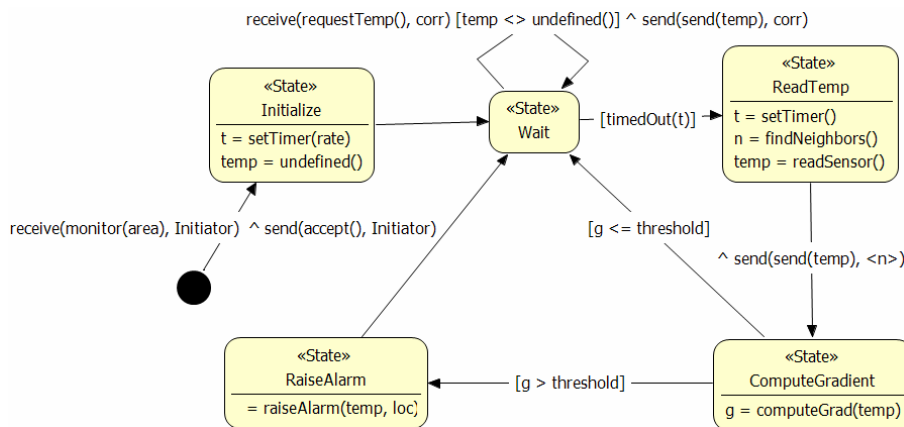 receive(requestTemp(), corr) [temp <> undefined()] ^ send(send(temp), corr)
«State»
Initialize
t = setTimer(rate)
temp = undefined()
«State»
Wait
[timedOut(t)]
«State»
ReadTemp
t = setTimer()
n = findNeighbors()
temp = readSensor()
receive(monitor(area), Initiator) ^ send(accept(), Initiator)
[g <= threshold]
^ send(send(temp), <n>)
«State»
RaiseAlarm
= raiseAlarm(temp, loc)
[g > threshold]
«State»
ComputeGradient
g = computeGrad(temp)